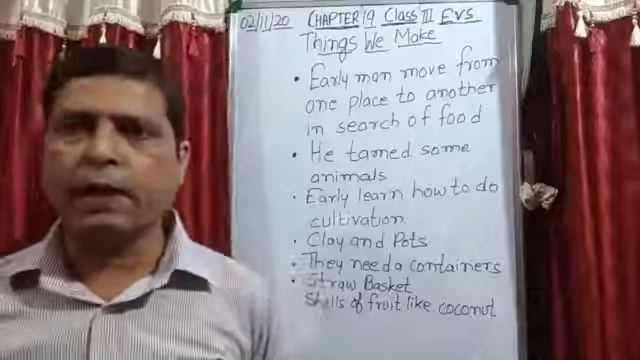 02/11/20 CHAPTER 19 Class III EVS
Things We Make
• Early man move from
one place to another
in search of food
• He tamed some
animals
• Early learn how to do
cultivation.
• Clay and Pots
• They need a containers
• Straw Basket
Shells of fruit like coconut